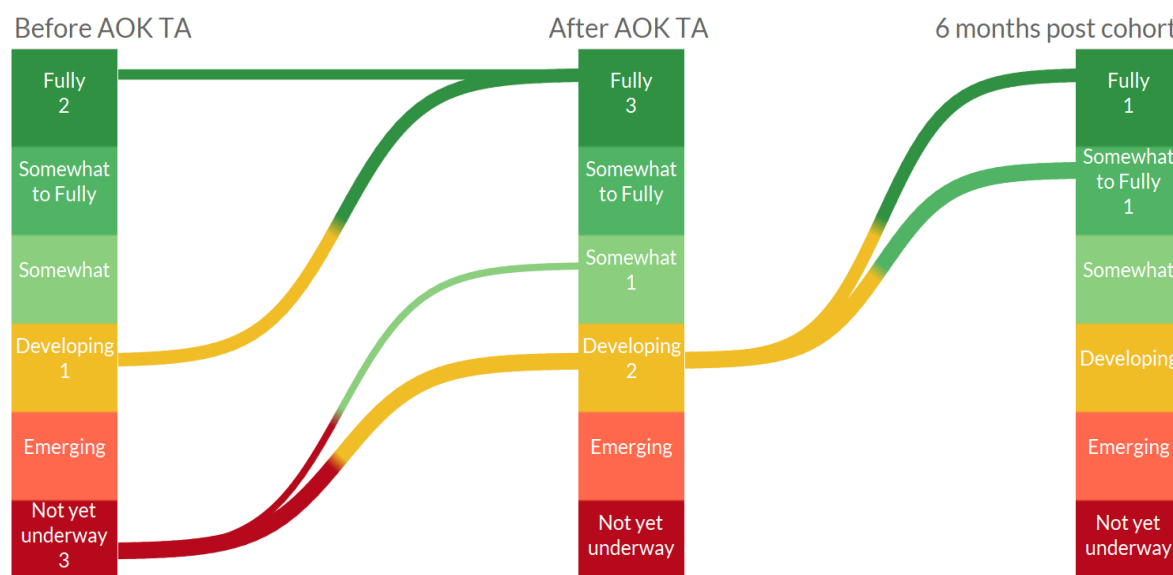 Before AOK TA
After AOK TA
6 months post cohort
Fully
2
Somewhat
to Fully
Somewhat
Developing
1
Emerging
Not yet
underway
3
Fully
3
Somewhat
to Fully
Somewhat
1
Developing
2
Emerging
Not yet
underway
Fully
1
Somewhat
to Fully
1
Somewhat
Developing
Emerging
Not yet
underway